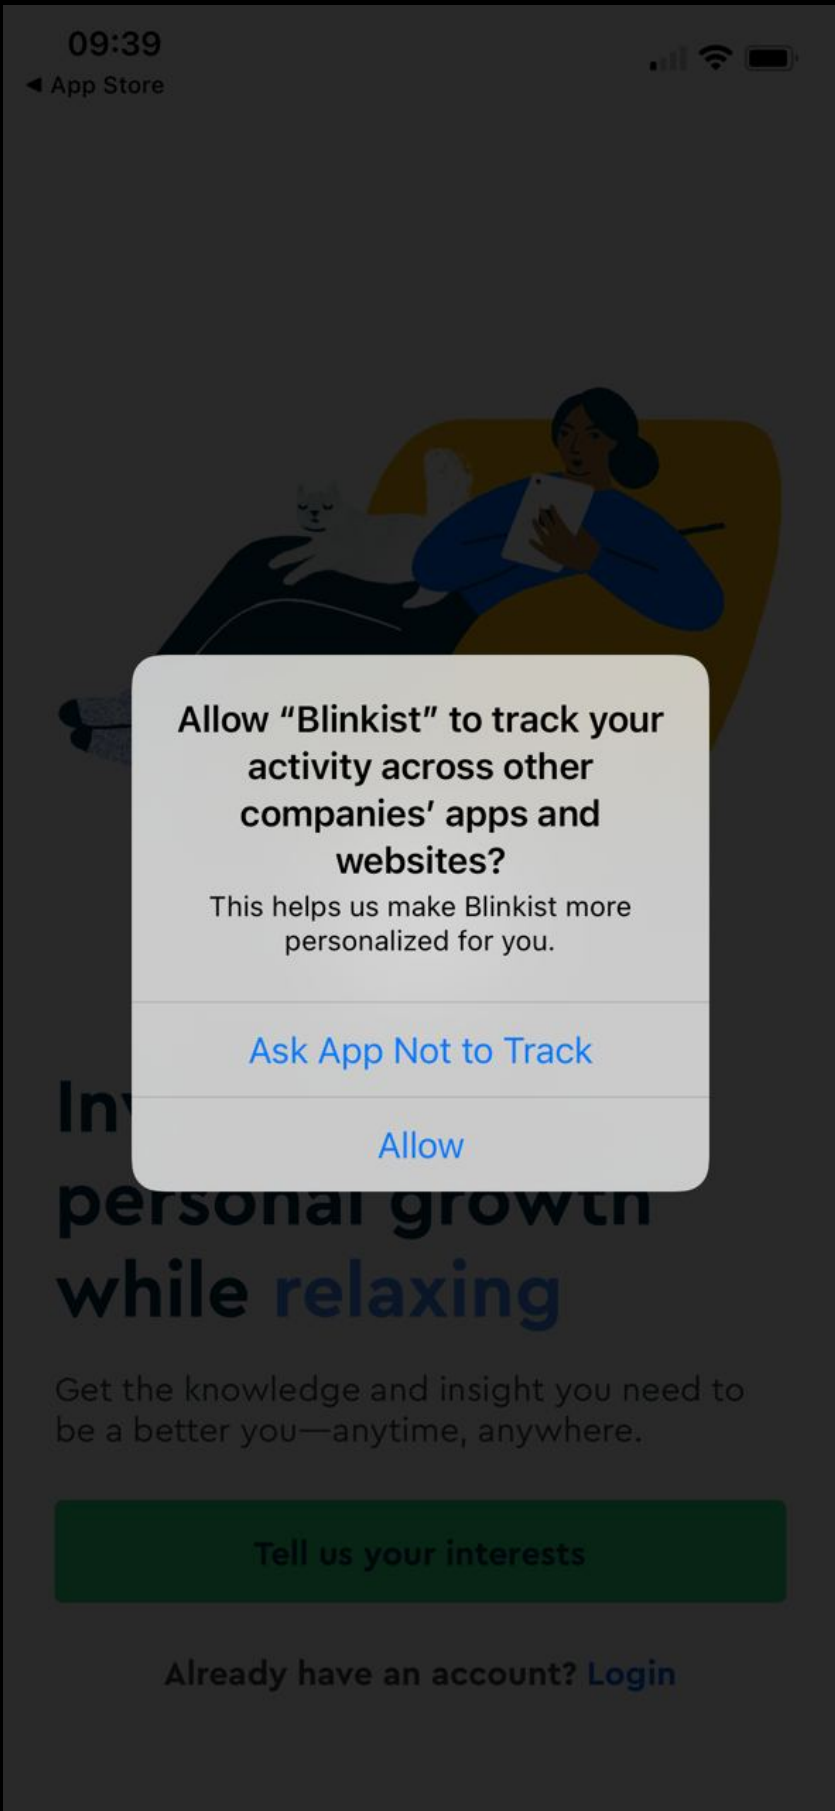 09:39
◀ App Store
Allow “Blinkist” to track your
activity across other
companies’ apps and
websites?
This helps us make Blinkist more
personalized for you.
Ask App Not to Track
Allow
personal growth
while relaxing
Get the knowledge and insight you need to
be a better you—anytime, anywhere.
Tell us your interests
Already have an account? Login